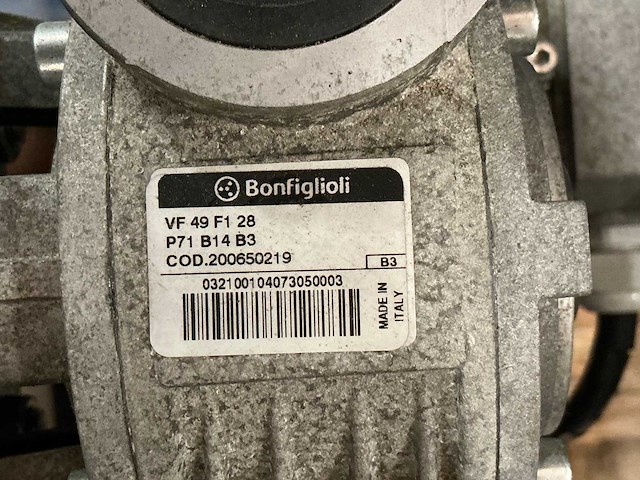 Bonfiglioli
VF 49 F1 28
P71 B14 B3
COD.200650219
B3
032100104073050003
MADE IN
ITALY